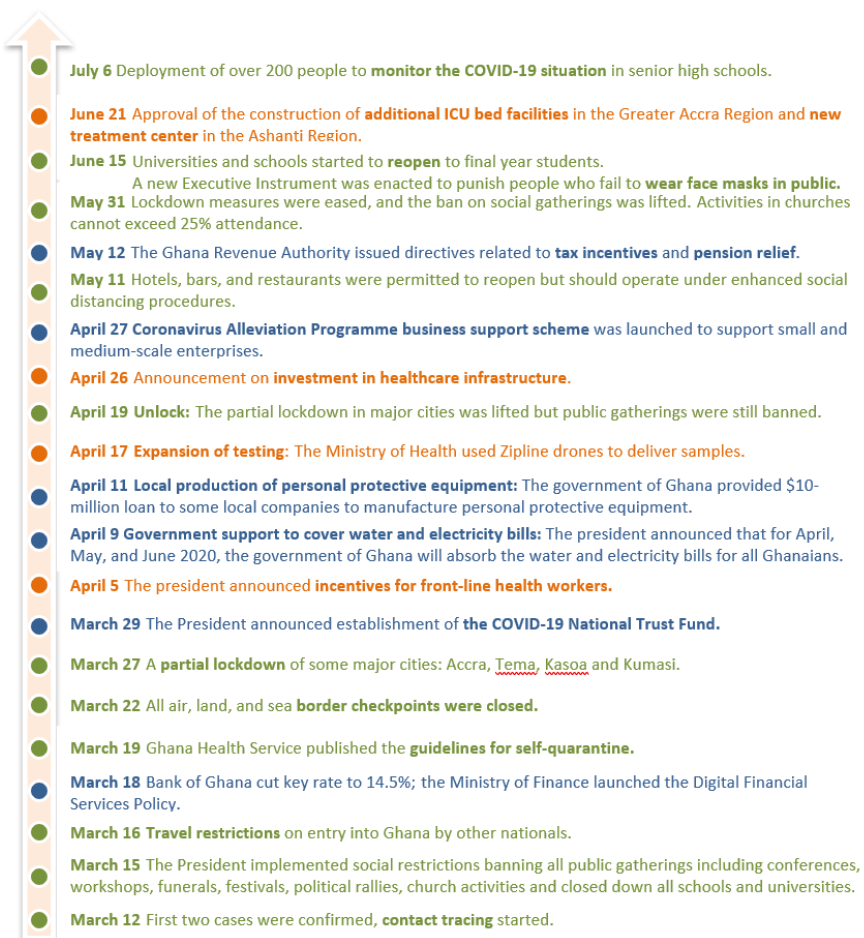 July 6 Deployment of over 200 people to monitor the COVID-19 situation in senior high schools.
June 21 Approval of the construction of additional ICU bed facilities in the Greater Accra Region and new
treatment center in the Ashanti Region.
June 15 Universities and schools started to reopen to final year students.
A new Executive Instrument was enacted to punish people who fail to wear face masks in public.
May 31 Lockdown measures were eased, and the ban on social gatherings was lifted. Activities in churches
cannot exceed 25% attendance.
May 12 The Ghana Revenue Authority issued directives related to tax incentives and pension relief.
May 11 Hotels, bars, and restaurants were permitted to reopen but should operate under enhanced social
distancing procedures.
April 27 Coronavirus Alleviation Programme business support scheme was launched to support small and
medium-scale enterprises.
April 26 Announcement on investment in healthcare infrastructure.
April 19 Unlock: The partial lockdown in major cities was lifted but public gatherings were still banned.
April 17 Expansion of testing: The Ministry of Health used Zipline drones to deliver samples.
April 11 Local production of personal protective equipment: The government of Ghana provided $10-
million loan to some local companies to manufacture personal protective equipment.
April 9 Government support to cover water and electricity bills: The president announced that for April,
May, and June 2020, the government of Ghana will absorb the water and electricity bills for all Ghanaians.
April 5 The president announced incentives for front-line health workers.
March 29 The President announced establishment of the COVID-19 National Trust Fund.
March 27 A partial lockdown of some major cities: Accra, Tema, Kasoa and Kumasi.
March 22 All air, land, and sea border checkpoints were closed.
March 19 Ghana Health Service published the guidelines for self-quarantine.
March 18 Bank of Ghana cut key rate to 14.5%; the Ministry of Finance launched the Digital Financial
Services Policy.
March 16 Travel restrictions on entry into Ghana by other nationals.
March 15 The President implemented social restrictions banning all public gatherings including conferences,
workshops, funerals, festivals, political rallies, church activities and closed down all schools and universities.
March 12 First two cases were confirmed, contact tracing started.